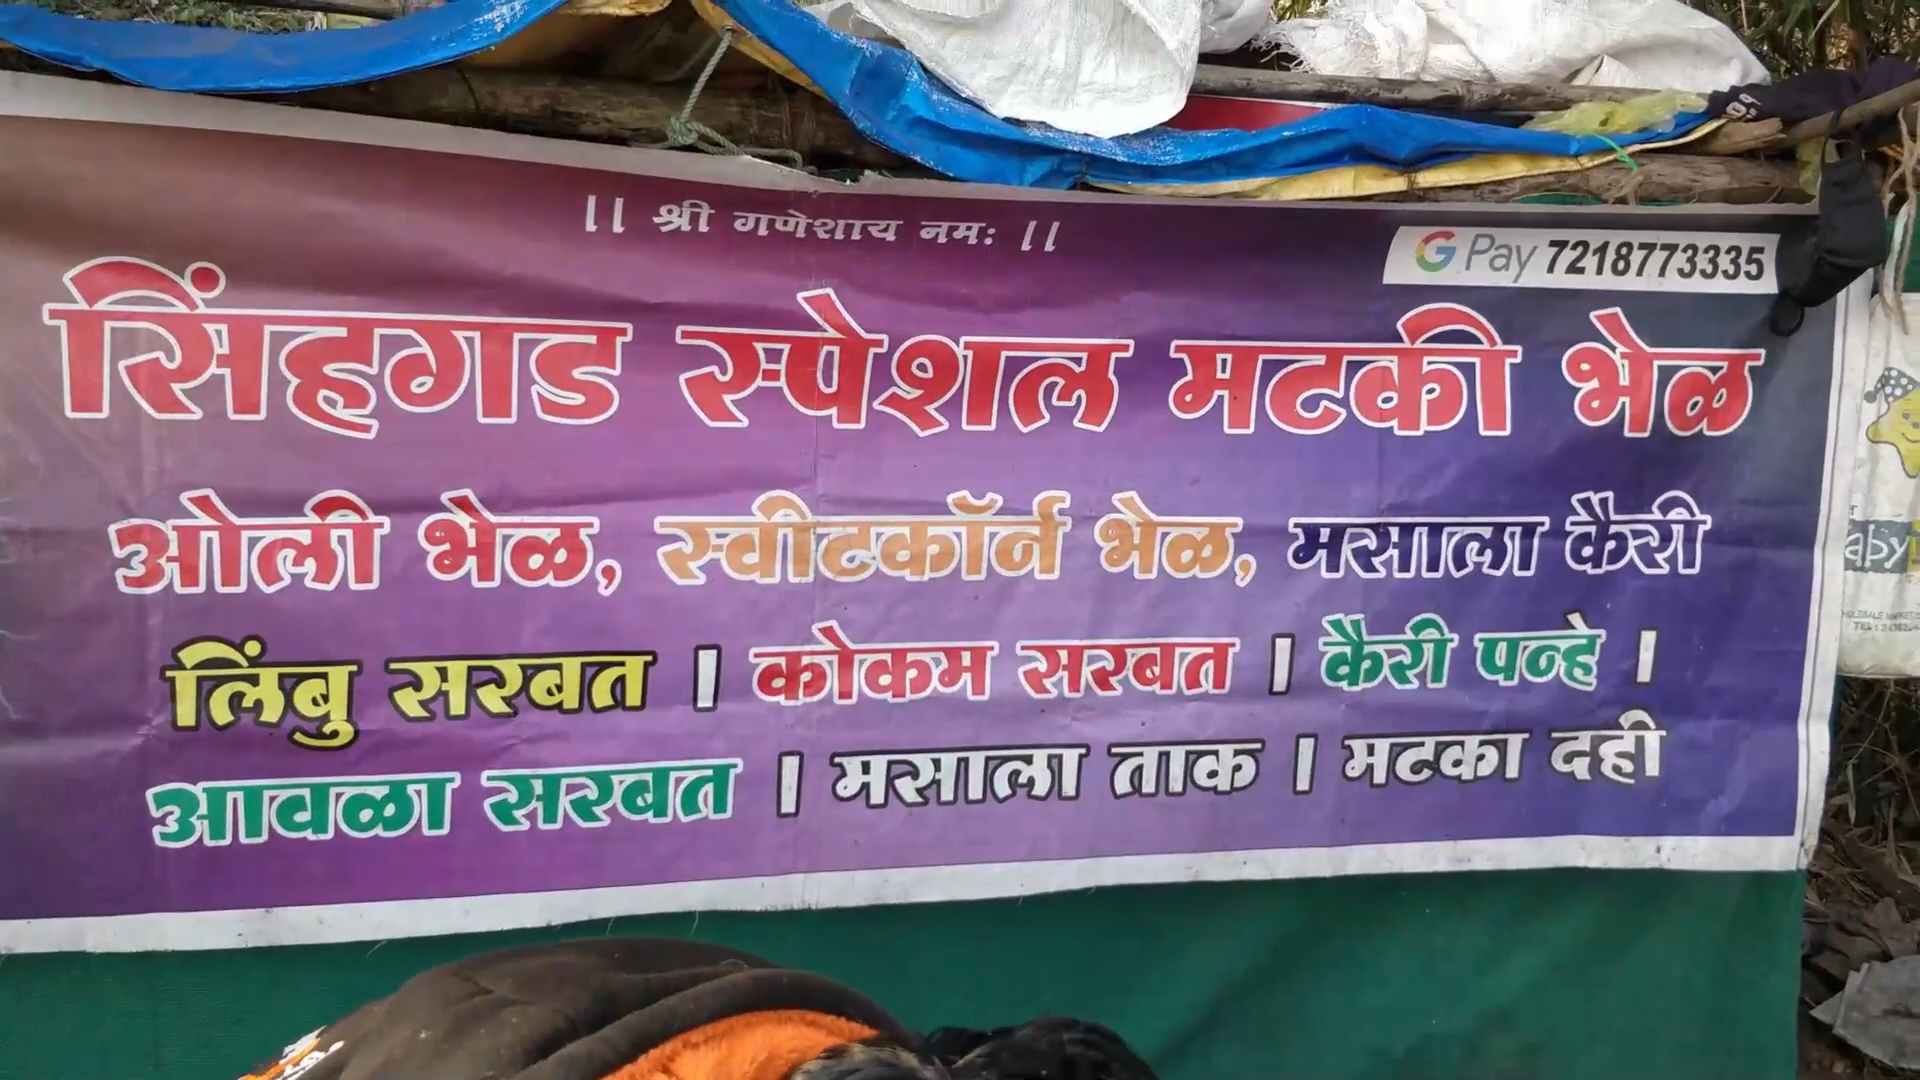 || श्री गणेशाय नमः ||
G Pay 7218773335
सिंहगड स्पेशल मटकी भेळ
ओली भेळ, स्वीटकॉर्न भेळ, मसाला कैरी
लिंबु सरबत | कोकम सरबत | कैरी पन्हे |
आवळा सरबत | मसाला ताक | मटका दही